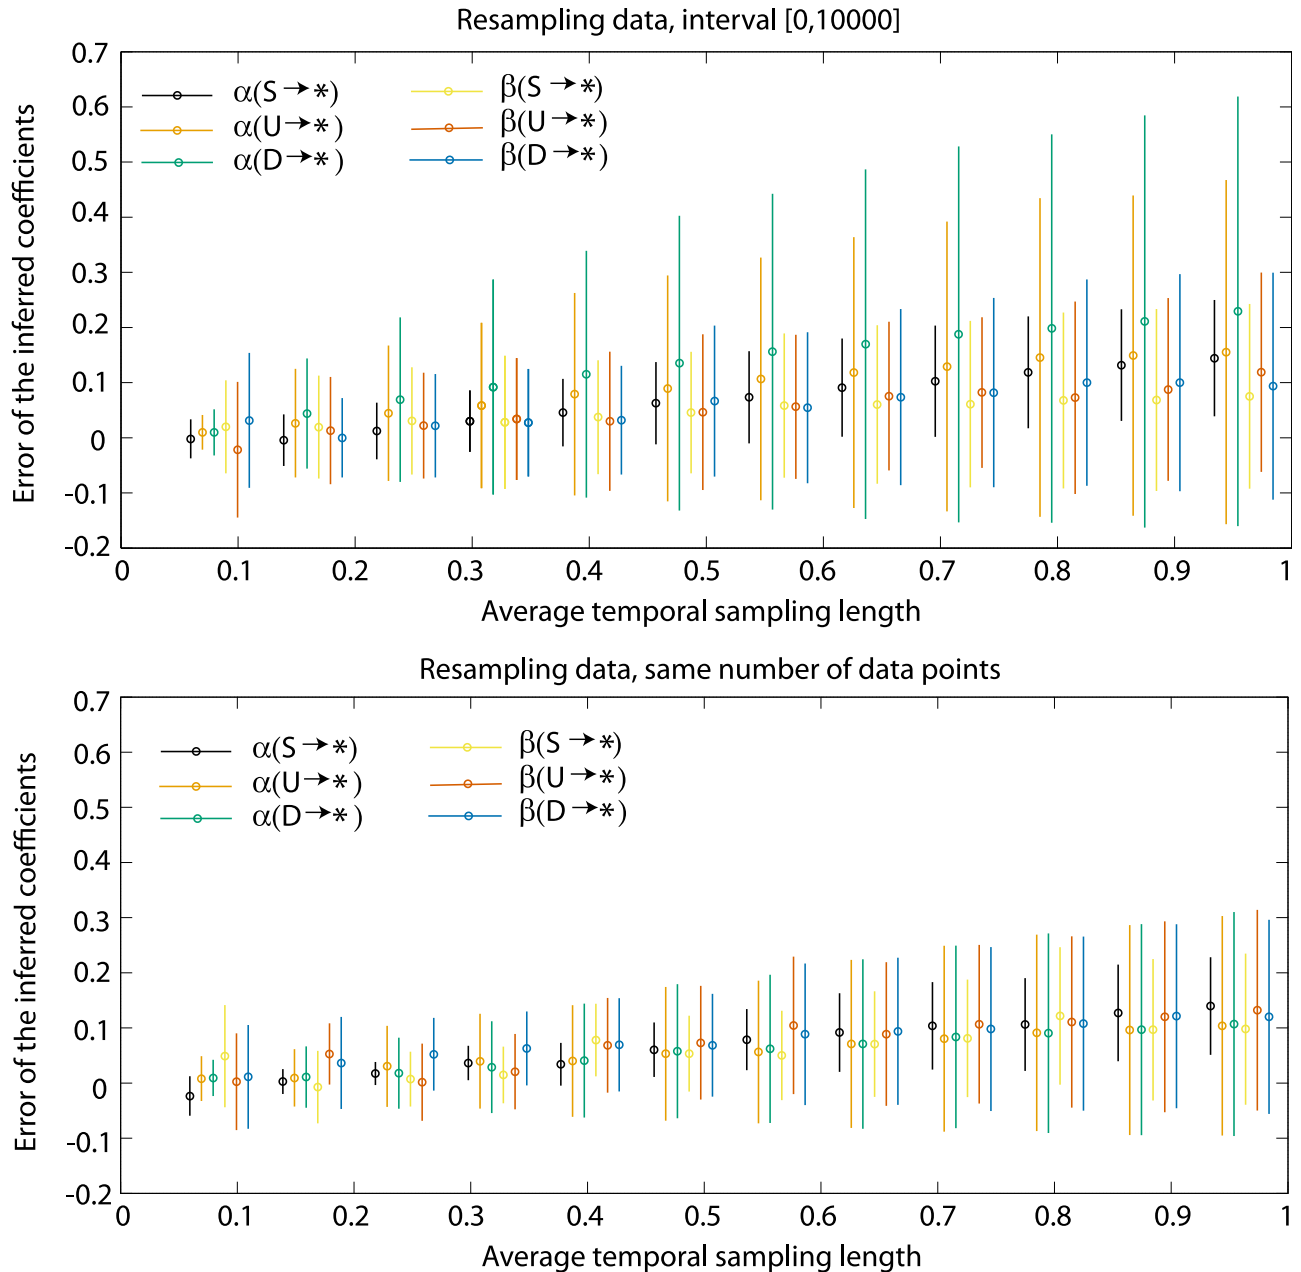 Resampling data, interval [0,10000]
Error of the inferred coefficients
0.7
0.6
0.5
0.4
0.3
0.2
0.1
0
-0.1
-0.2
α(S→*) β(S→*)
α(U→*) β(U→*)
α(D→*) β(D→*)
0 0.1 0.2 0.3 0.4 0.5 0.6 0.7 0.8 0.9 1
Average temporal sampling length
Resampling data, same number of data points
Error of the inferred coefficients
0.7
0.6
0.5
0.4
0.3
0.2
0.1
0
-0.1
-0.2
α(S→*) β(S→*)
α(U→*) β(U→*)
α(D→*) β(D→*)
0 0.1 0.2 0.3 0.4 0.5 0.6 0.7 0.8 0.9 1
Average temporal sampling length